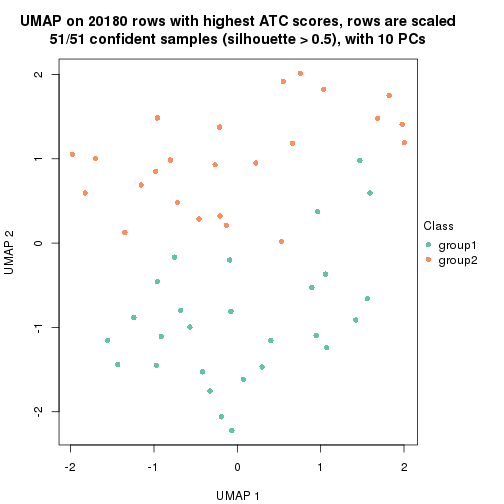 UMAP on 20180 rows with highest ATC scores, rows are scaled
51/51 confident samples (silhouette > 0.5), with 10 PCs
2
1
0
-1
-2
UMAP 2
-2
-1
0
1
2
UMAP 1
Class
group1
group2